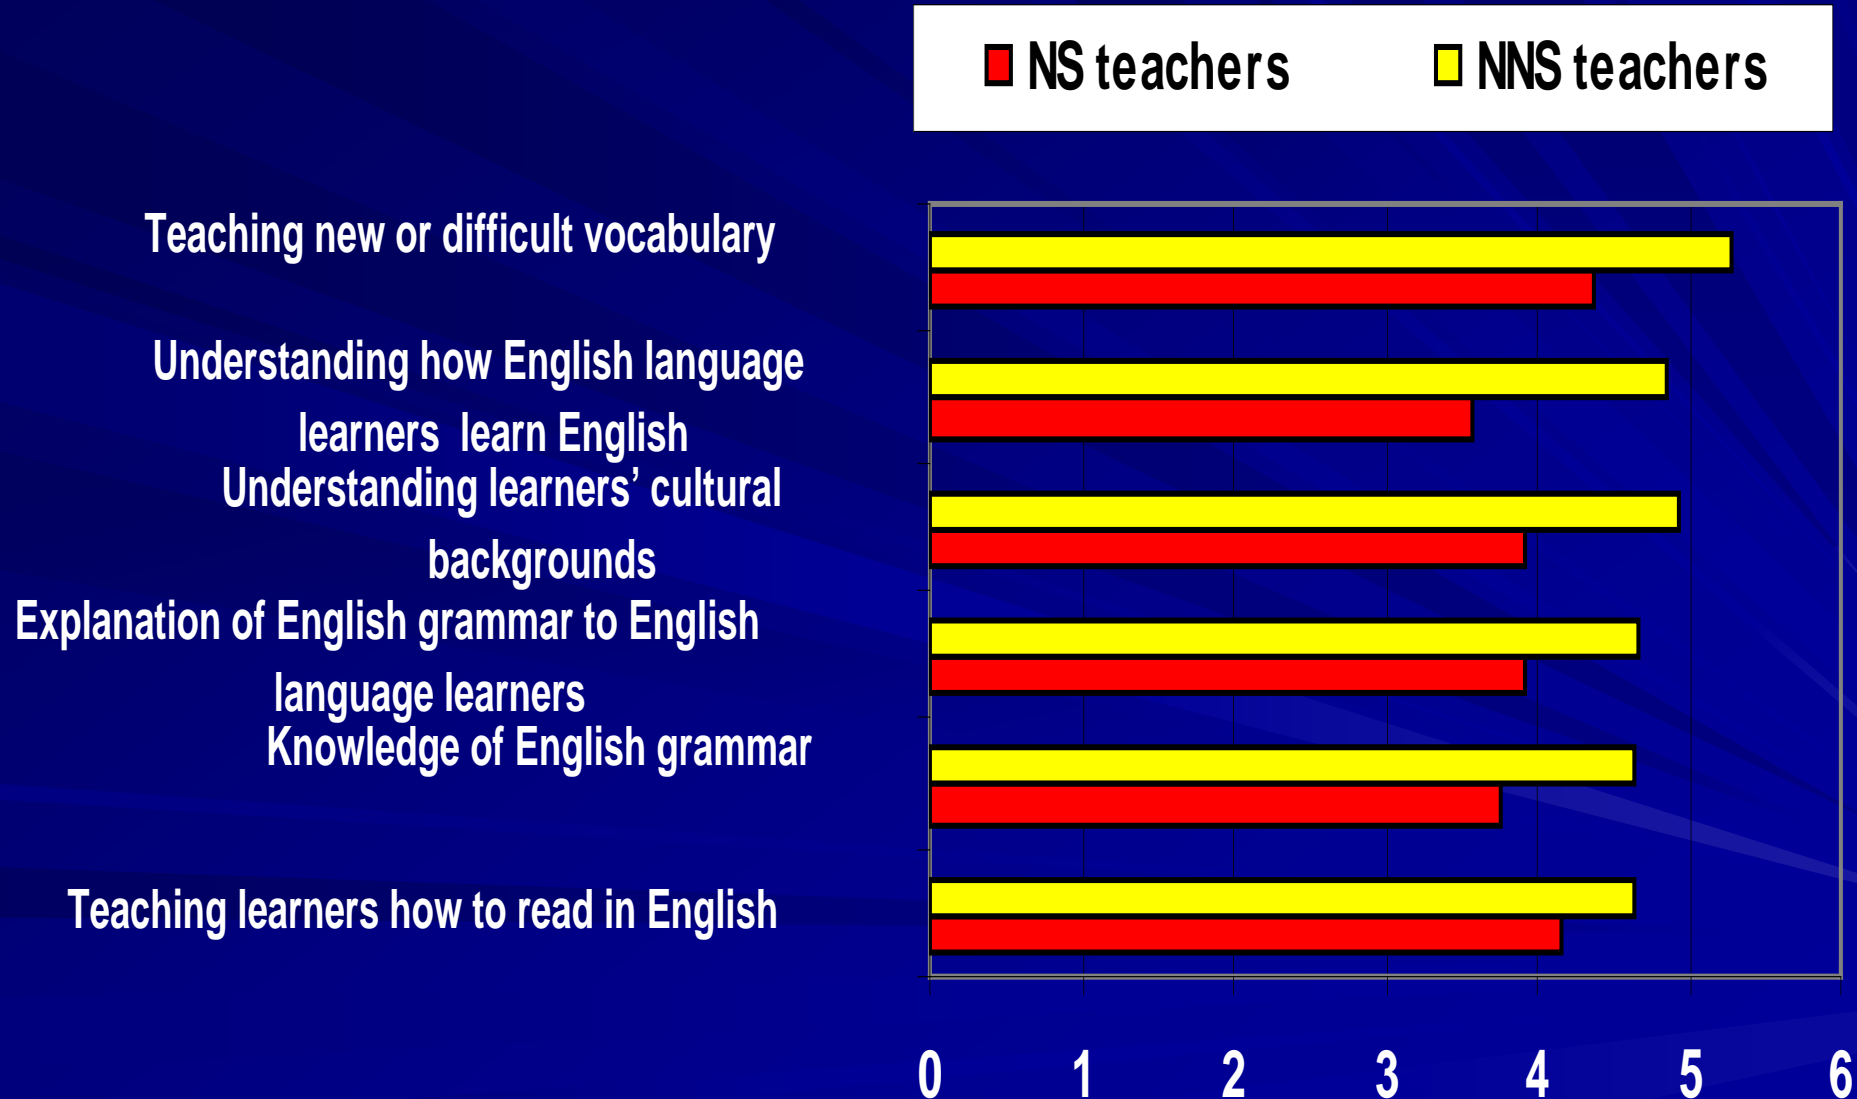 NS teachers NNS teachers
Teaching new or difficult vocabulary
Understanding how English language
learners learn English
Understanding learners’ cultural
backgrounds
Explanation of English grammar to English
language learners
Knowledge of English grammar
Teaching learners how to read in English
0 1 2 3 4 5 6